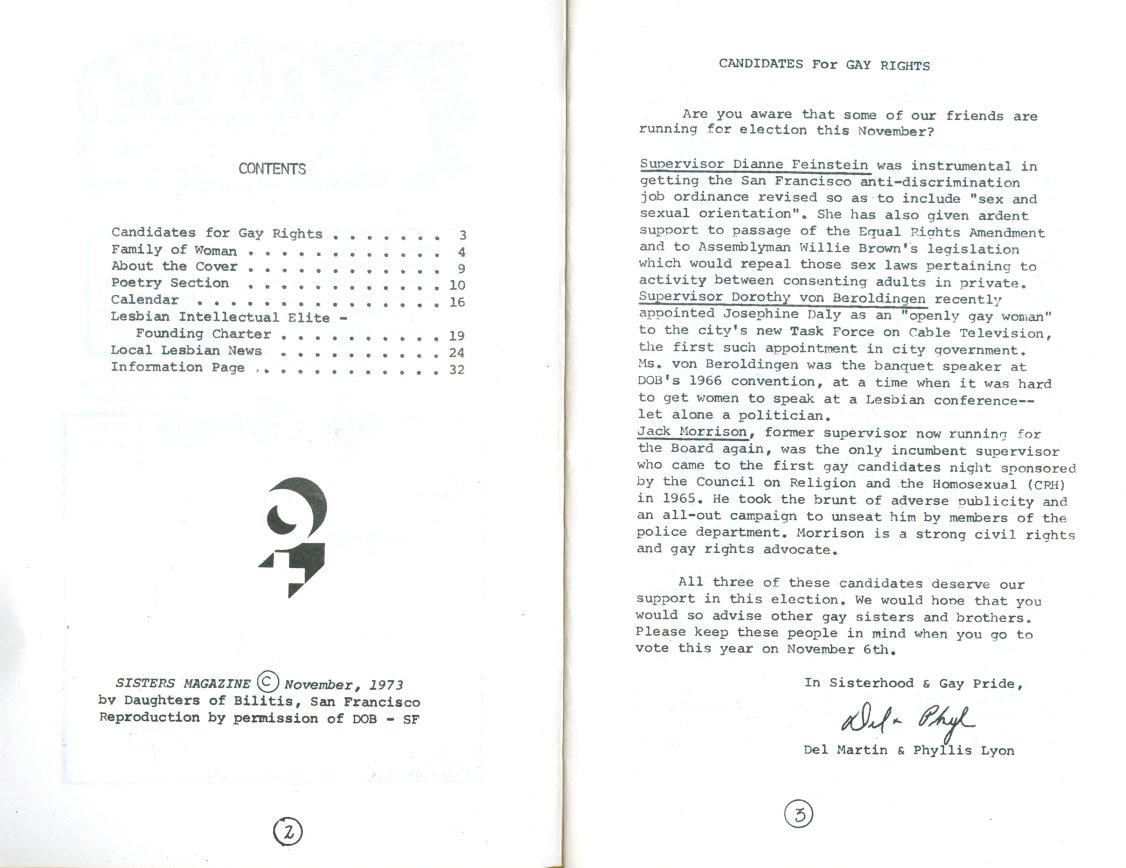 CONTENTS
Candidates for Gay Rights . . . . . . . 3
Family of Woman . . . . . . . . . . . . 4
About the Cover . . . . . . . . . . . . 9
Poetry Section . . . . . . . . . . . . 10
Calendar . . . . . . . . . . . . . . . 16
Lesbian Intellectual Elite -
Founding Charter . . . . . . . . . . 19
Local Lesbian News . . . . . . . . . . 24
Information Page . . . . . . . . . . . . 32
SISTERS MAGAZINE © November, 1973
by Daughters of Bilitis, San Francisco
Reproduction by permission of DOB - SF
2
CANDIDATES For GAY RIGHTS
Are you aware that some of our friends are
running for election this November?
Supervisor Dianne Feinstein was instrumental in
getting the San Francisco anti-discrimination
job ordinance revised so as to include "sex and
sexual orientation". She has also given ardent
support to passage of the Equal Rights Amendment
and to Assemblyman Willie Brown's legislation
which would repeal those sex laws pertaining to
activity between consenting adults in private.
Supervisor Dorothy von Beroldingen recently
appointed Josephine Daly as an "openly gay woman"
to the city's new Task Force on Cable Television,
the first such appointment in city government.
Ms. von Beroldingen was the banquet speaker at
DOB's 1966 convention, at a time when it was hard
to get women to speak at a Lesbian conference--
let alone a politician.
Jack Morrison, former supervisor now running for
the Board again, was the only incumbent supervisor
who came to the first gay candidates night sponsored
by the Council on Religion and the Homosexual (CRH)
in 1965. He took the brunt of adverse publicity and
an all-out campaign to unseat him by members of the
police department. Morrison is a strong civil rights
and gay rights advocate.
All three of these candidates deserve our
support in this election. We would hope that you
would so advise other gay sisters and brothers.
Please keep these people in mind when you go to
vote this year on November 6th.
In Sisterhood & Gay Pride,
Del & Phyl
Del Martin & Phyllis Lyon
3